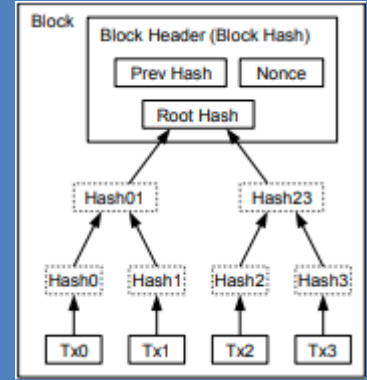 Block
Block Header (Block Hash)
Prev Hash Nonce
Root Hash
Hash01 Hash23
Hash0 Hash1 Hash2 Hash3
Tx0 Tx1 Tx2 Tx3